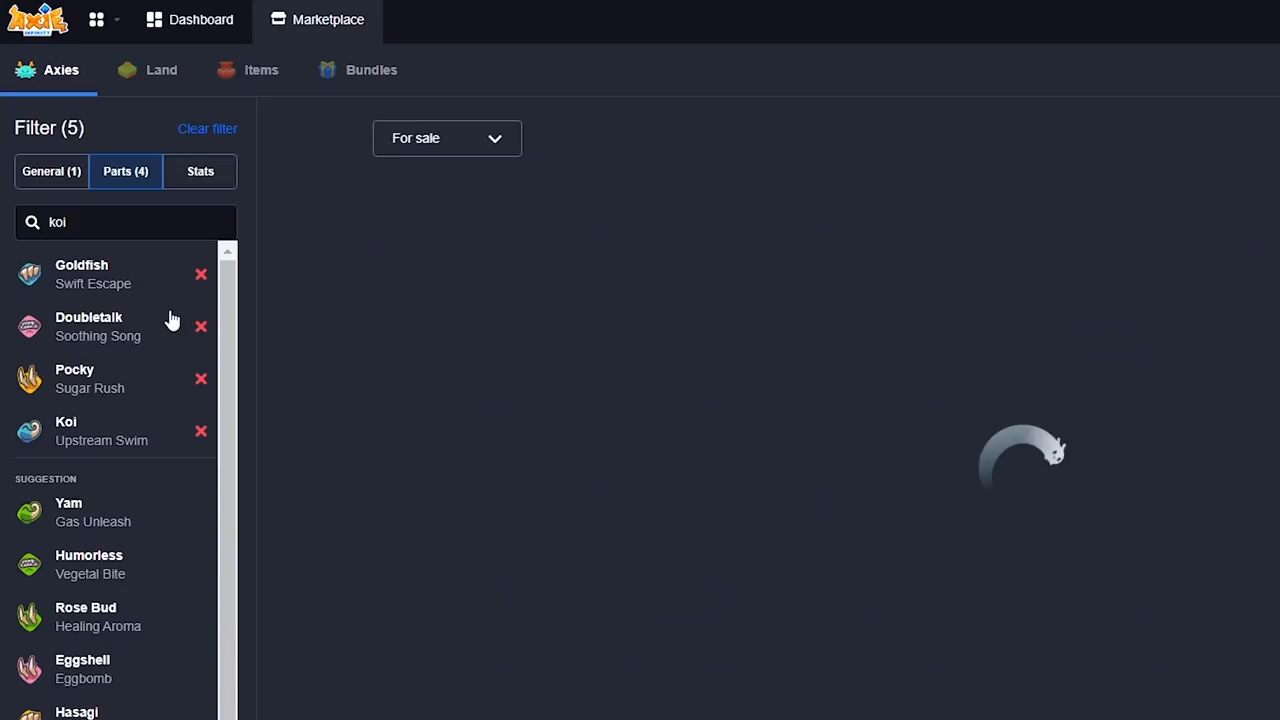 AXIE
INFINITY
Dashboard
Marketplace
Axies
Land
Items
Bundles
Filter (5)
Clear filter
General (1)
Parts (4)
Stats
For sale
koi
Goldfish
Swift Escape
Doubletalk
Soothing Song
Pocky
Sugar Rush
Koi
Upstream Swim
SUGGESTION
Yam
Gas Unleash
Humorless
Vegetal Bite
Rose Bud
Healing Aroma
Eggshell
Eggbomb
Hasagi